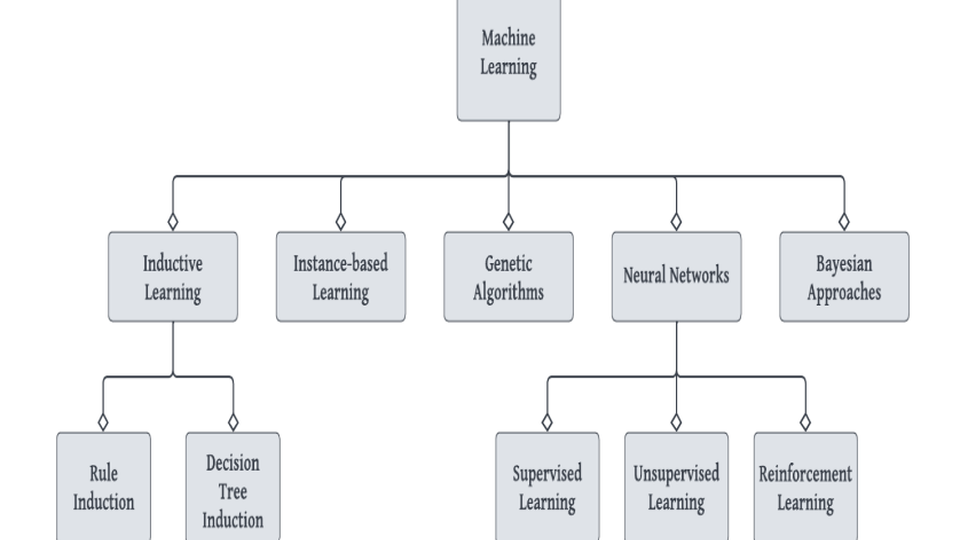 Machine
Learning
Inductive
Learning
Instance-based
Learning
Genetic
Algorithms
Neural Networks
Bayesian
Approaches
Rule
Induction
Decision
Tree
Induction
Supervised
Learning
Unsupervised
Learning
Reinforcement
Learning